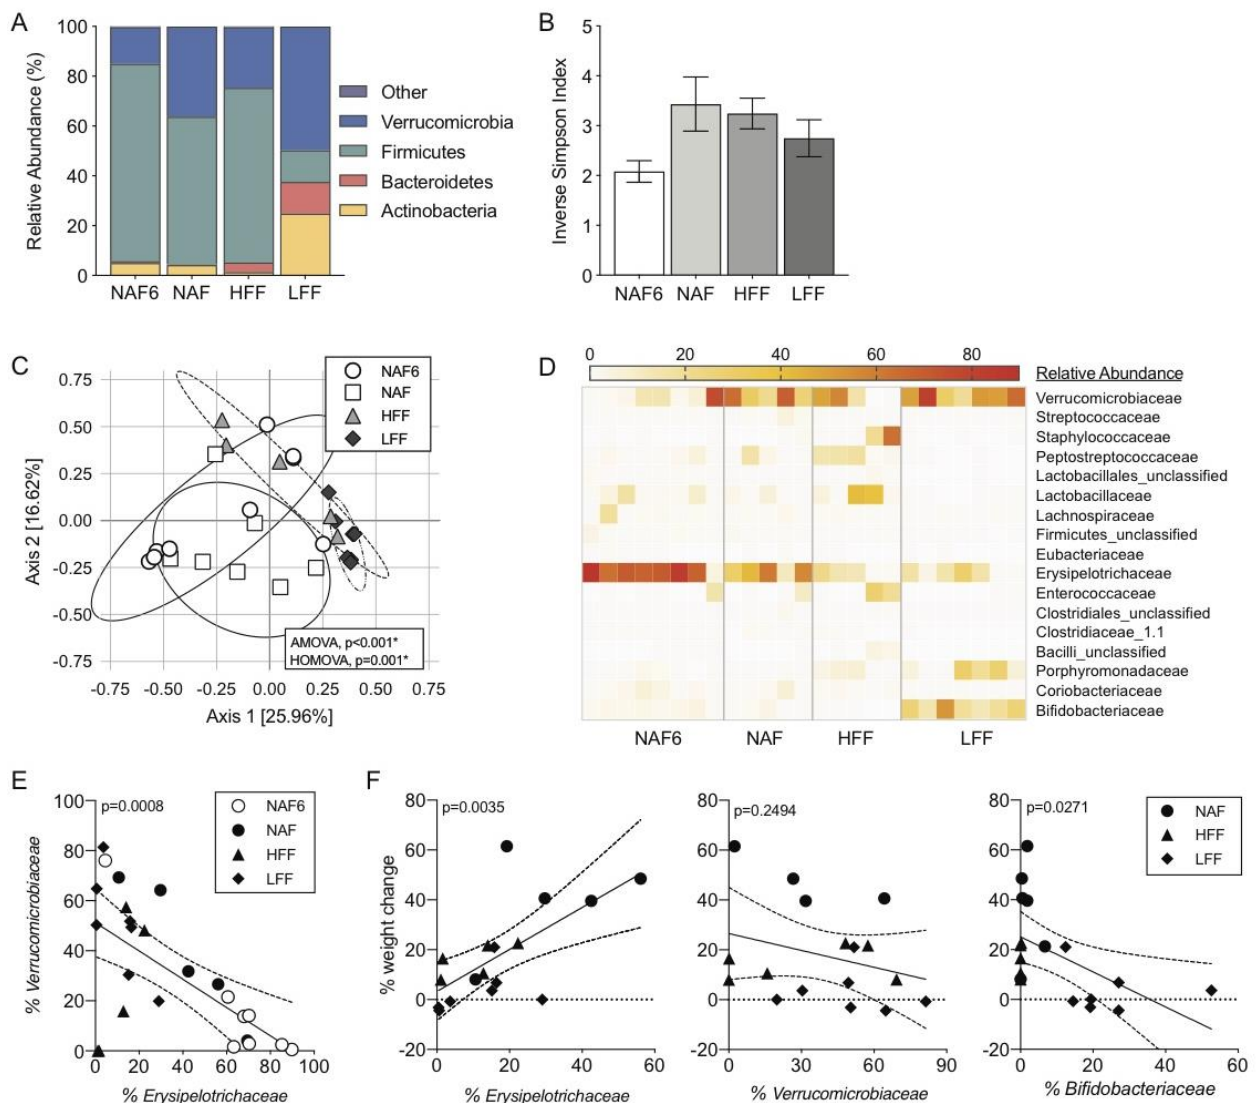 A
Relative Abundance (%)
100
80
60
40
20
0
NAF6 NAF HFF LFF
Other
Verrucomicrobia
Firmicutes
Bacteroidetes
Actinobacteria
B
Inverse Simpson Index
5
4
3
2
1
0
NAF6 NAF HFF LFF
C
Axis 2 [16.62%]
0.75
0.50
0.25
0.00
-0.25
-0.50
-0.75
-0.75 -0.50 -0.25 0.00 0.25 0.50 0.75
Axis 1 [25.96%]
NAF6
NAF
HFF
LFF
AMOVA, p<0.001*
HOMOVA, p=0.001*
D
0 20 40 60 80
Relative Abundance
Verrucomicrobiaceae
Streptococcaceae
Staphylococcaceae
Peptostreptococcaceae
Lactobacillales_unclassified
Lactobacillaceae
Lachnospiraceae
Firmicutes_unclassified
Eubacteriaceae
Erysipelotrichaceae
Enterococcaceae
Clostridiales_unclassified
Clostridiaceae_1.1
Bacilli_unclassified
Porphyromonadaceae
Coriobacteriaceae
Bifidobacteriaceae
NAF6 NAF HFF LFF
E
% Verrucomicrobiaceae
100
80
60
40
20
0
p=0.0008
NAF6
NAF
HFF
LFF
0 20 40 60 80 100
% Erysipelotrichaceae
F
% weight change
80
60
40
20
0
-20
p=0.0035
0 20 40 60
% Erysipelotrichaceae
80
60
40
20
0
-20
p=0.2494
0 30 60 90
% Verrucomicrobiaceae
80
60
40
20
0
-20
p=0.0271
0 20 40 60
% Bifidobacteriaceae
NAF
HFF
LFF